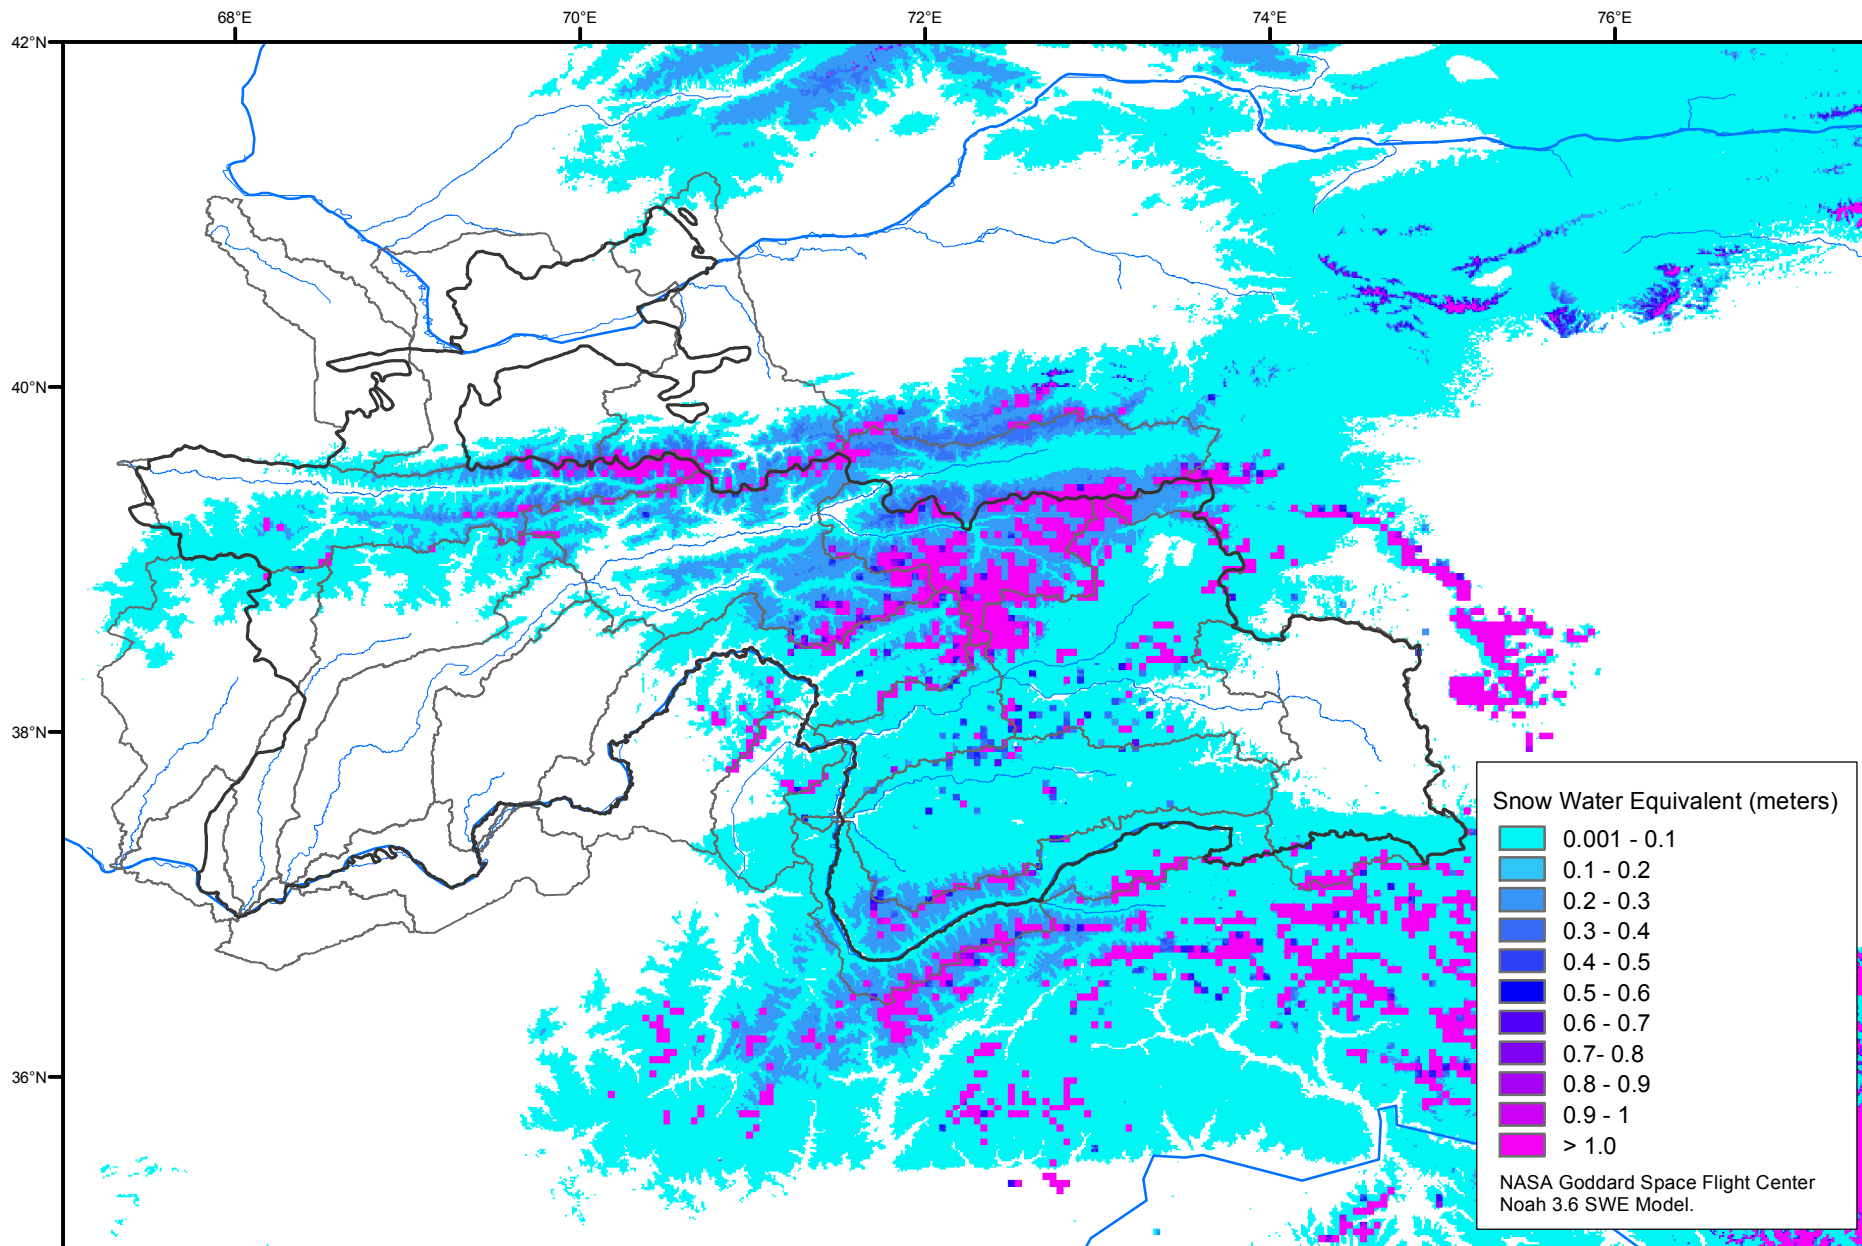 68°E 70°E 72°E 74°E 76°E
42°N
40°N
38°N
36°N
Snow Water Equivalent (meters)
0.001 - 0.1
0.1 - 0.2
0.2 - 0.3
0.3 - 0.4
0.4 - 0.5
0.5 - 0.6
0.6 - 0.7
0.7- 0.8
0.8 - 0.9
0.9 - 1
> 1.0
NASA Goddard Space Flight Center
Noah 3.6 SWE Model.